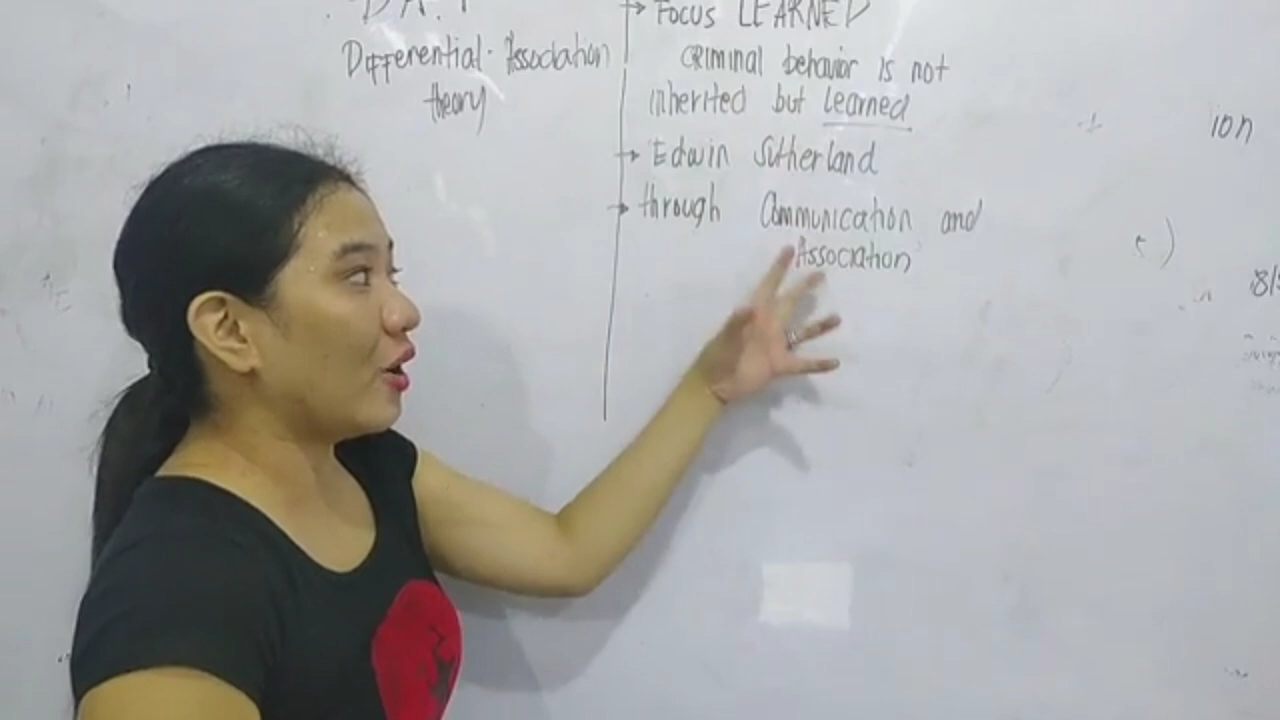 D.A.T
Differential Association
theory
→ Focus LEARNED
criminal behavior is not
inherited but learned
→ Edwin Sutherland
→ through Communication and
Association
ion